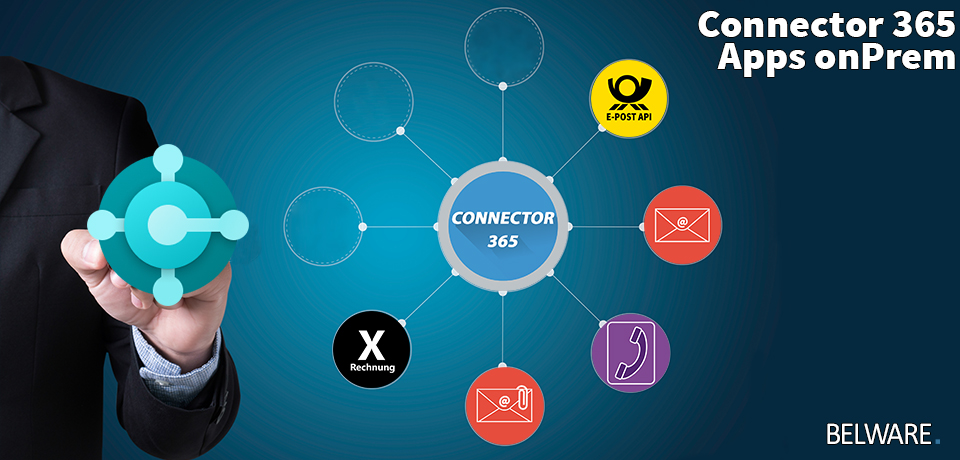 Connector 365
Apps onPrem
E-POST API
CONNECTOR
365
@
X
Rechnung
@
BELWARE.